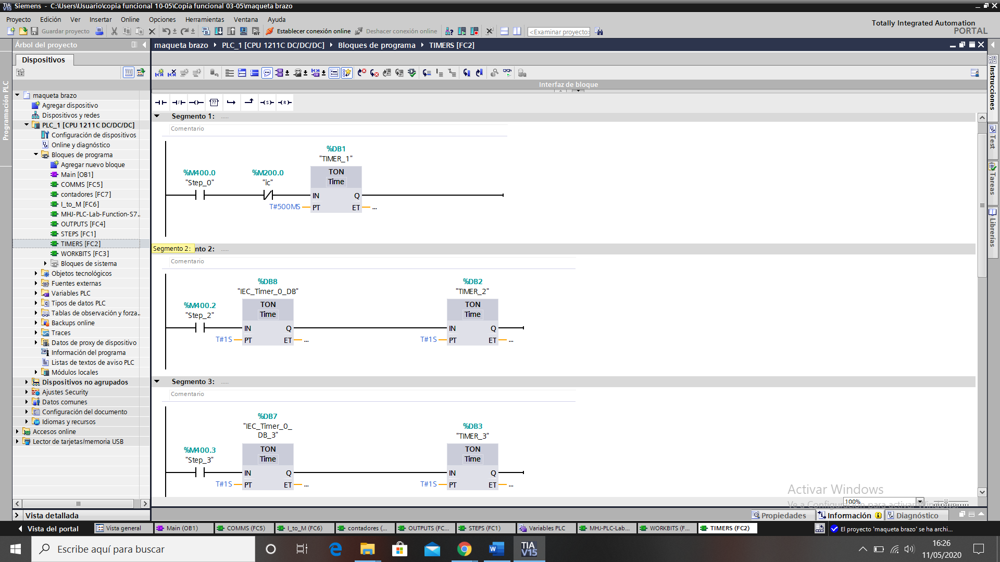 Siemens - C:\Users\Usuario\copia funcional 10-05\Copia funcional 03-05\maqueta brazo
Proyecto Edición Ver Insertar Online Opciones Herramientas Ventana Ayuda
Totally Integrated Automation
PORTAL
Guardar proyecto Establecer conexión online Deshacer conexión online <Examinar proyecto>
Árbol del proyecto
maqueta brazo PLC_1 [CPU 1211C DC/DC/DC] Bloques de programa TIMERS [FC2]
Dispositivos
Programación PLC
maqueta brazo
Agregar dispositivo
Dispositivos y redes
PLC_1 [CPU 1211C DC/DC/DC]
Configuración de dispositivos
Online y diagnóstico
Bloques de programa
Agregar nuevo bloque
Main [OB1]
COMMS [FC5]
contadores [FC7]
I_to_M [FC6]
MHJ-PLC-Lab-Function-S7..
OUTPUTS [FC4]
STEPS [FC1]
TIMERS [FC2]
WORKBITS [FC3]
Bloques de sistema
Objetos tecnológicos
Fuentes externas
Variables PLC
Tipos de datos PLC
Tablas de observación y forza..
Backups online
Traces
Datos de proxy de dispositivo
Información del programa
Listas de textos de aviso PLC
Módulos locales
Dispositivos no agrupados
Ajustes Security
Datos comunes
Configuración del documento
Idiomas y recursos
Accesos online
Lector de tarjetas/memoria USB
Vista detallada
Interfaz de bloque
Segmento 1: .....
Comentario
%DB1
"TIMER_1"
%M400.0 %M200.0 TON
"Step_0" "ic" Time
IN Q
T#500MS PT ET ...
Segmento 2: nto 2: .....
Comentario
%DB8 %DB2
"IEC_Timer_0_DB" "TIMER_2"
%M400.2 TON TON
"Step_2" Time Time
IN Q IN Q
T#1S PT ET ... T#1S PT ET ...
Segmento 3: .....
Comentario
%DB7
"IEC_Timer_0_ %DB3
DB_3" "TIMER_3"
%M400.3 TON TON
"Step_3" Time Time
IN Q IN Q
T#1S PT ET ... T#1S PT ET ...
Instrucciones
Test
Tareas
Librerías
Activar Windows
Ve a Configuración para activar Windows.
100%
Propiedades Información Diagnóstico
Vista del portal Vista general Main (OB1) COMMS (FC5) I_to_M (FC6) contadores (... OUTPUTS (FC... STEPS (FC1) Variables PLC MHJ-PLC-Lab... WORKBITS (F... TIMERS (FC2) El proyecto 'maqueta brazo' se ha archi...
Escribe aquí para buscar
TIA
V15
16:26
11/05/2020